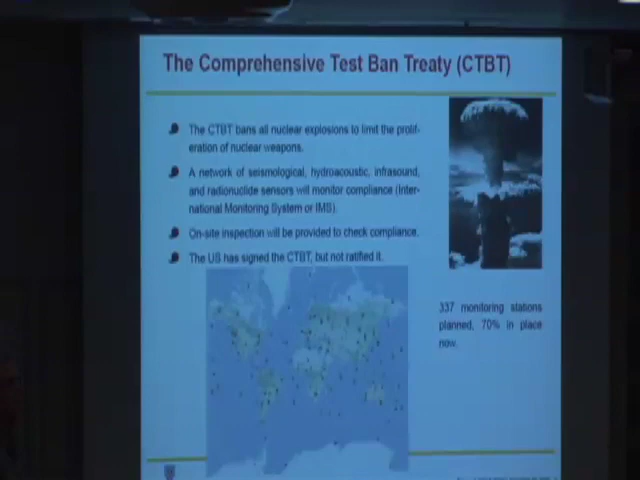 The Comprehensive Test Ban Treaty (CTBT)
The CTBT bans all nuclear explosions to limit the prolif-
eration of nuclear weapons.
A network of seismological, hydroacoustic, infrasound,
and radionuclide sensors will monitor compliance (Inter-
national Monitoring System or IMS).
On-site inspection will be provided to check compliance.
The US has signed the CTBT, but not ratified it.
337 monitoring stations
planned, 70% in place
now.